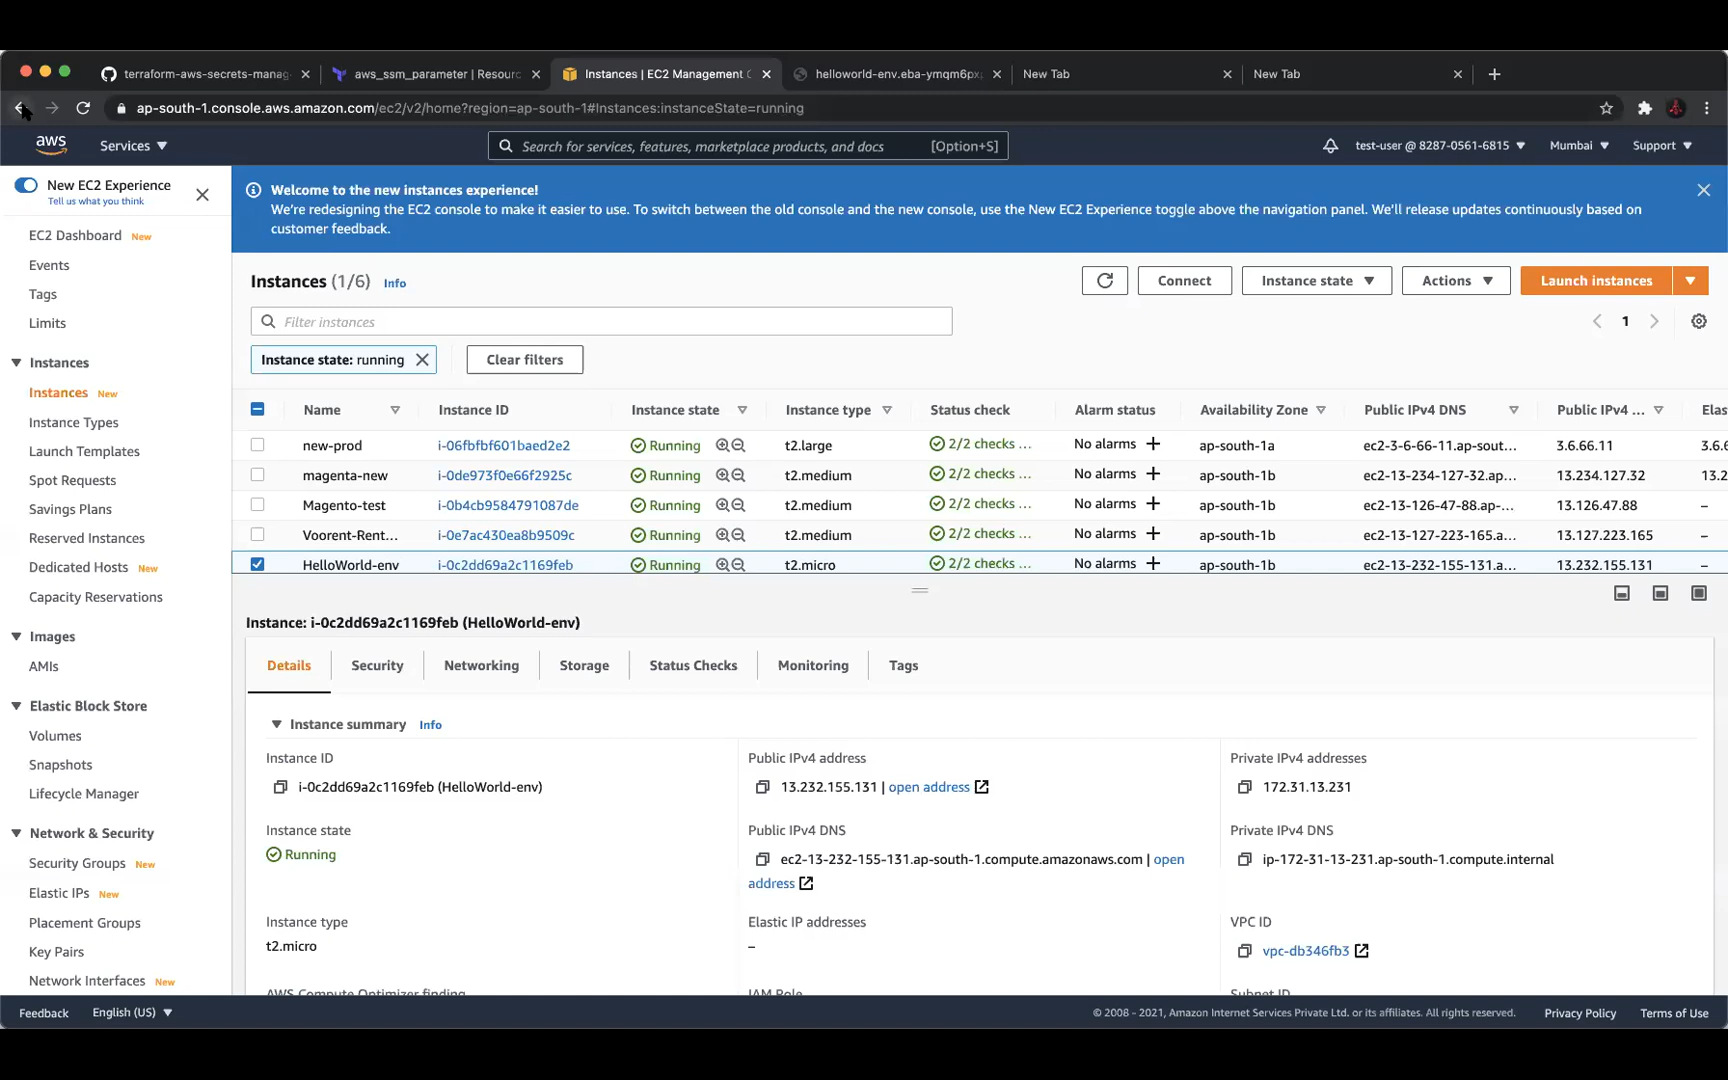 terraform-aws-secrets-manag
aws_ssm_parameter | Resourc
Instances | EC2 Management C
helloworld-env.eba-ymqm6px
New Tab
New Tab
ap-south-1.console.aws.amazon.com/ec2/v2/home?region=ap-south-1#Instances:instanceState=running
aws
Services
Search for services, features, marketplace products, and docs
[Option+S]
test-user @ 8287-0561-6815
Mumbai
Support
New EC2 Experience
Tell us what you think
EC2 Dashboard New
Events
Tags
Limits
Instances
Instances New
Instance Types
Launch Templates
Spot Requests
Savings Plans
Reserved Instances
Dedicated Hosts New
Capacity Reservations
Images
AMIs
Elastic Block Store
Volumes
Snapshots
Lifecycle Manager
Network & Security
Security Groups New
Elastic IPs New
Placement Groups
Key Pairs
Network Interfaces New
Welcome to the new instances experience!
We're redesigning the EC2 console to make it easier to use. To switch between the old console and the new console, use the New EC2 Experience toggle above the navigation panel. We'll release updates continuously based on
customer feedback.
Instances (1/6) Info
Connect
Instance state
Actions
Launch instances
Filter instances
1
Instance state: running
Clear filters
Name Instance ID Instance state Instance type Status check Alarm status Availability Zone Public IPv4 DNS Public IPv4 ... Elas
new-prod i-06fbfbf601baed2e2 Running t2.large 2/2 checks ... No alarms + ap-south-1a ec2-3-6-66-11.ap-sout... 3.6.66.11 3.6.6
magenta-new i-0de973f0e66f2925c Running t2.medium 2/2 checks ... No alarms + ap-south-1b ec2-13-234-127-32.ap... 13.234.127.32 13.2
Magento-test i-0b4cb9584791087de Running t2.medium 2/2 checks ... No alarms + ap-south-1b ec2-13-126-47-88.ap-... 13.126.47.88 –
Voorent-Rent... i-0e7ac430ea8b9509c Running t2.medium 2/2 checks ... No alarms + ap-south-1b ec2-13-127-223-165.a... 13.127.223.165 –
HelloWorld-env i-0c2dd69a2c1169feb Running t2.micro 2/2 checks ... No alarms + ap-south-1b ec2-13-232-155-131.a... 13.232.155.131 –
Instance: i-0c2dd69a2c1169feb (HelloWorld-env)
Details
Security
Networking
Storage
Status Checks
Monitoring
Tags
Instance summary Info
Instance ID
i-0c2dd69a2c1169feb (HelloWorld-env)
Public IPv4 address
13.232.155.131 | open address
Private IPv4 addresses
172.31.13.231
Instance state
Running
Public IPv4 DNS
ec2-13-232-155-131.ap-south-1.compute.amazonaws.com | open
address
Private IPv4 DNS
ip-172-31-13-231.ap-south-1.compute.internal
Instance type
t2.micro
Elastic IP addresses
–
VPC ID
vpc-db346fb3
AWS Compute Optimizer finding
IAM Role
Subnet ID
Feedback
English (US)
© 2008 - 2021, Amazon Internet Services Private Ltd. or its affiliates. All rights reserved.
Privacy Policy
Terms of Use